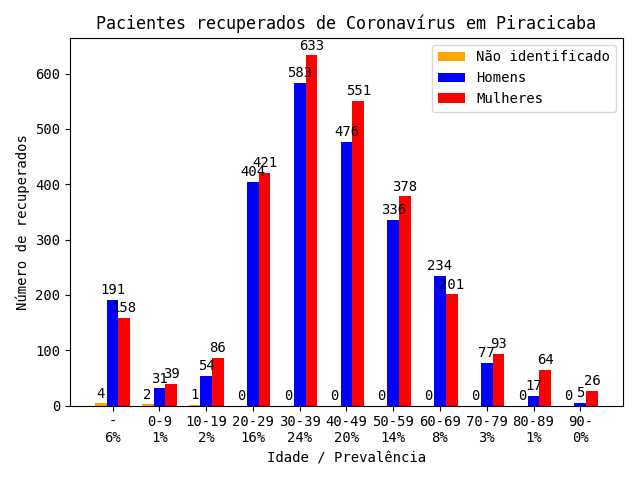 Pacientes recuperados de Coronavírus em Piracicaba
Não identificado
Homens
Mulheres
Número de recuperados
600
500
400
300
200
100
0
4 191 158
2 31 39
1 54 86
0 404 421
0 583 633
0 476 551
0 336 378
0 234 201
0 77 93
0 17 64
0 5 26
- 0-9 10-19 20-29 30-39 40-49 50-59 60-69 70-79 80-89 90-
6% 1% 2% 16% 24% 20% 14% 8% 3% 1% 0%
Idade / Prevalência